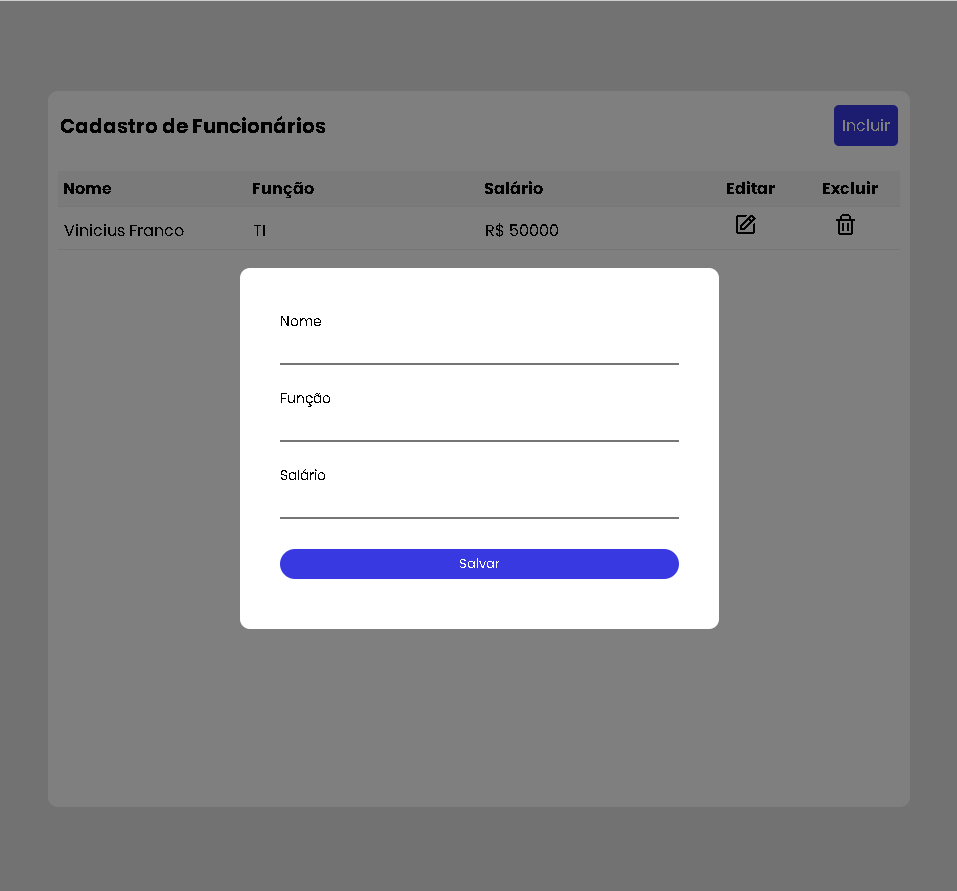 Cadastro de Funcionários Incluir
Nome Função Salário Editar Excluir
Vinicius Franco TI R$ 50000
Nome
Função
Salário
Salvar